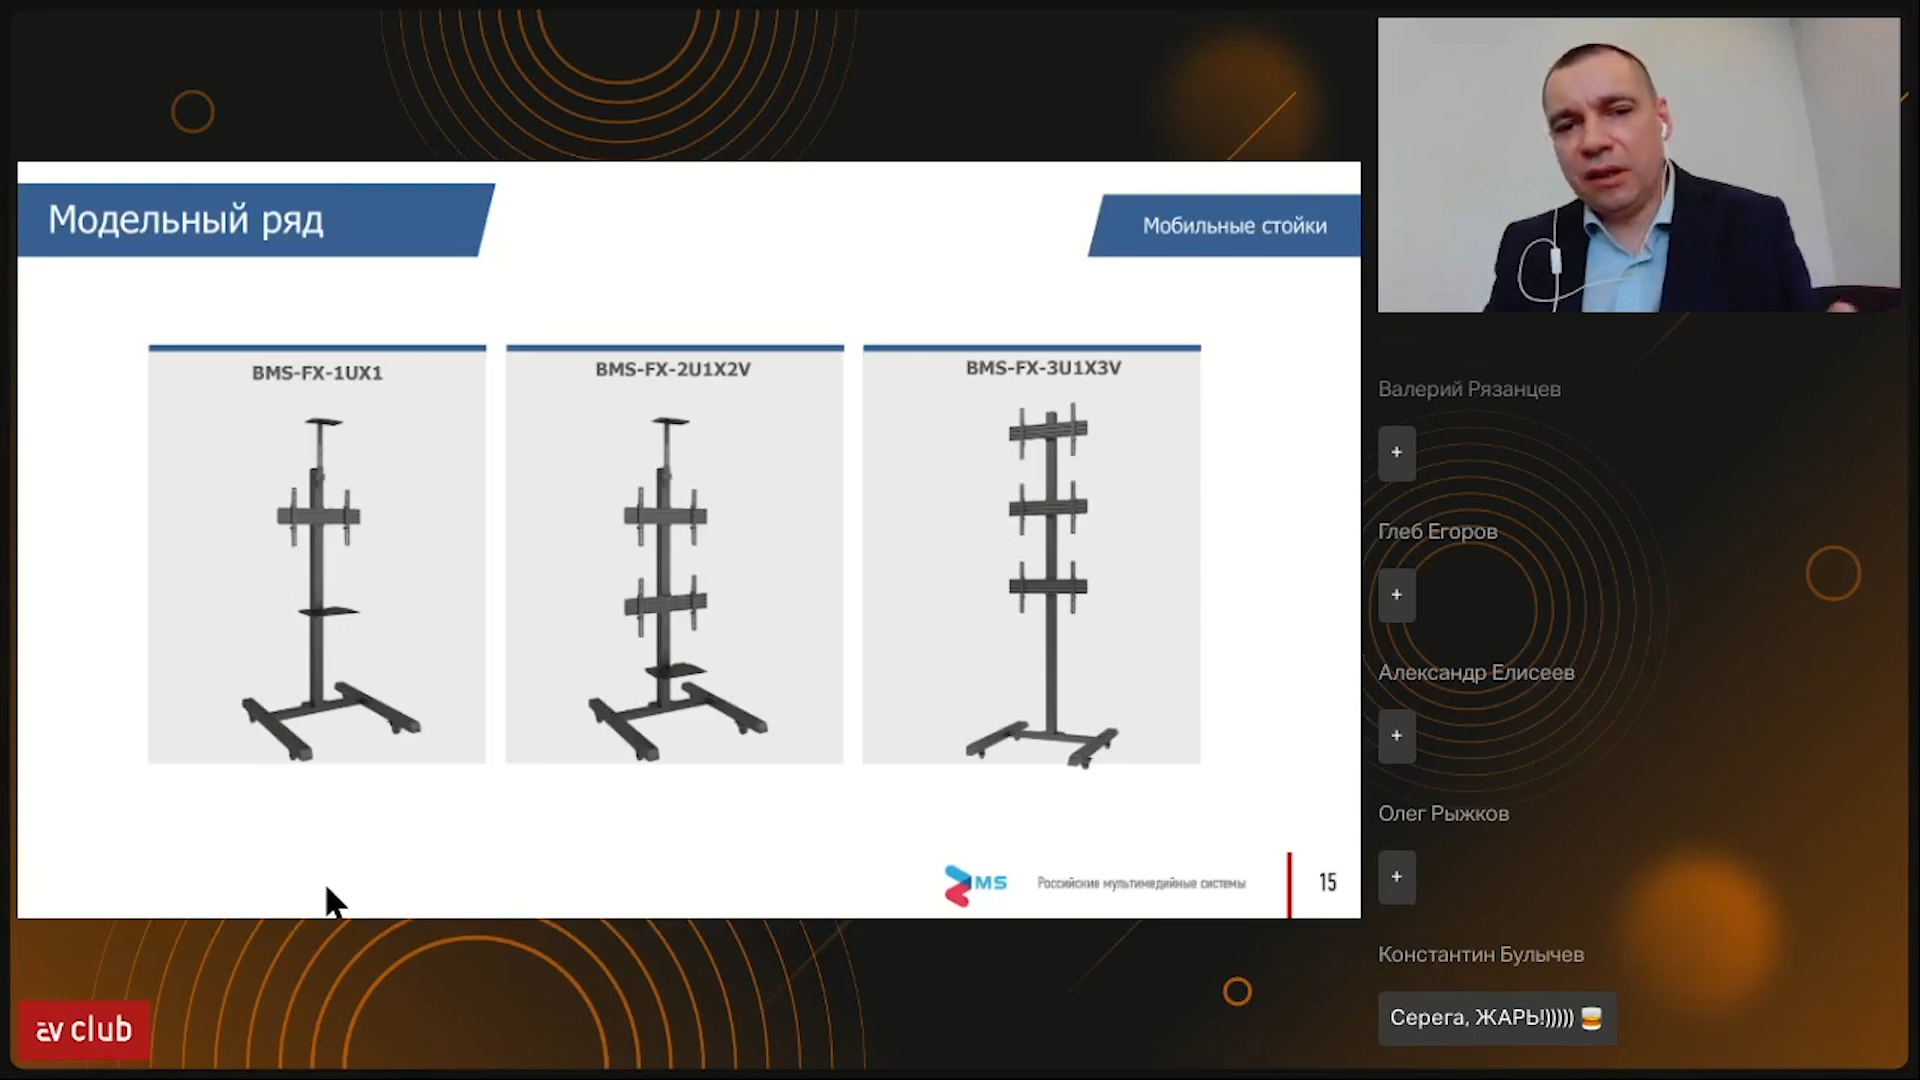 Модельный ряд
Мобильные стойки
BMS-FX-1UX1
BMS-FX-2U1X2V
BMS-FX-3U1X3V
MS
Российские мультимедийные системы
15
av club
Валерий Рязанцев
+
Глеб Егоров
+
Александр Елисеев
+
Олег Рыжков
+
Константин Булычев
Серега, ЖАРЬ!)))))